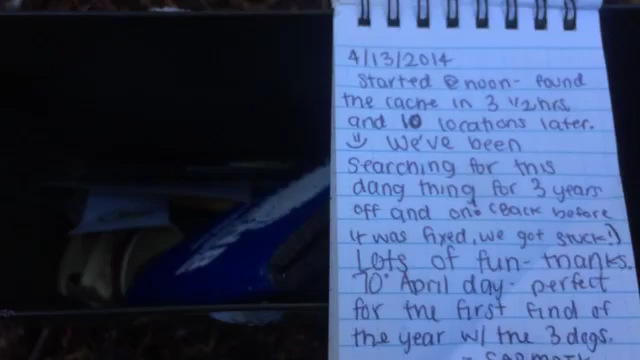 4/13/2014
Started @ noon- found
the cache in 3 1/2 hrs
and 10 locations later.
We've been
searching for this
dang thing for 3 years
off and on! (Back before
it was fixed, we got stuck!)
Lots of fun- thanks.
70° April day- perfect
for the first find of
the year w/ the 3 dogs.